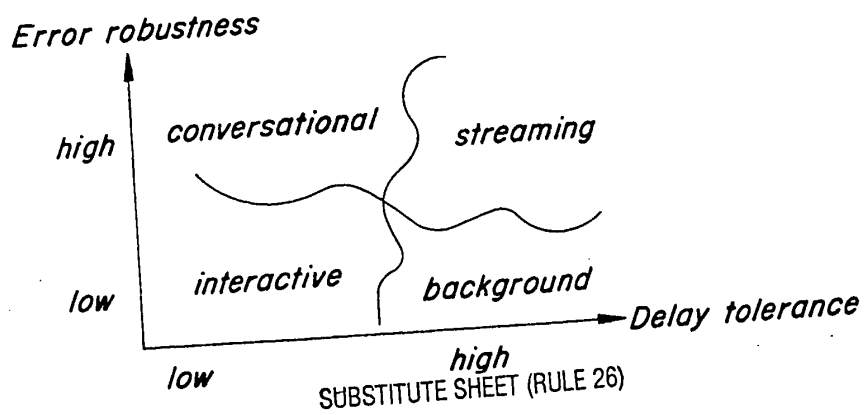 Error robustness
high
conversational
streaming
low
interactive
background
Delay tolerance
low
high
SUBSTITUTE SHEET (RULE 26)